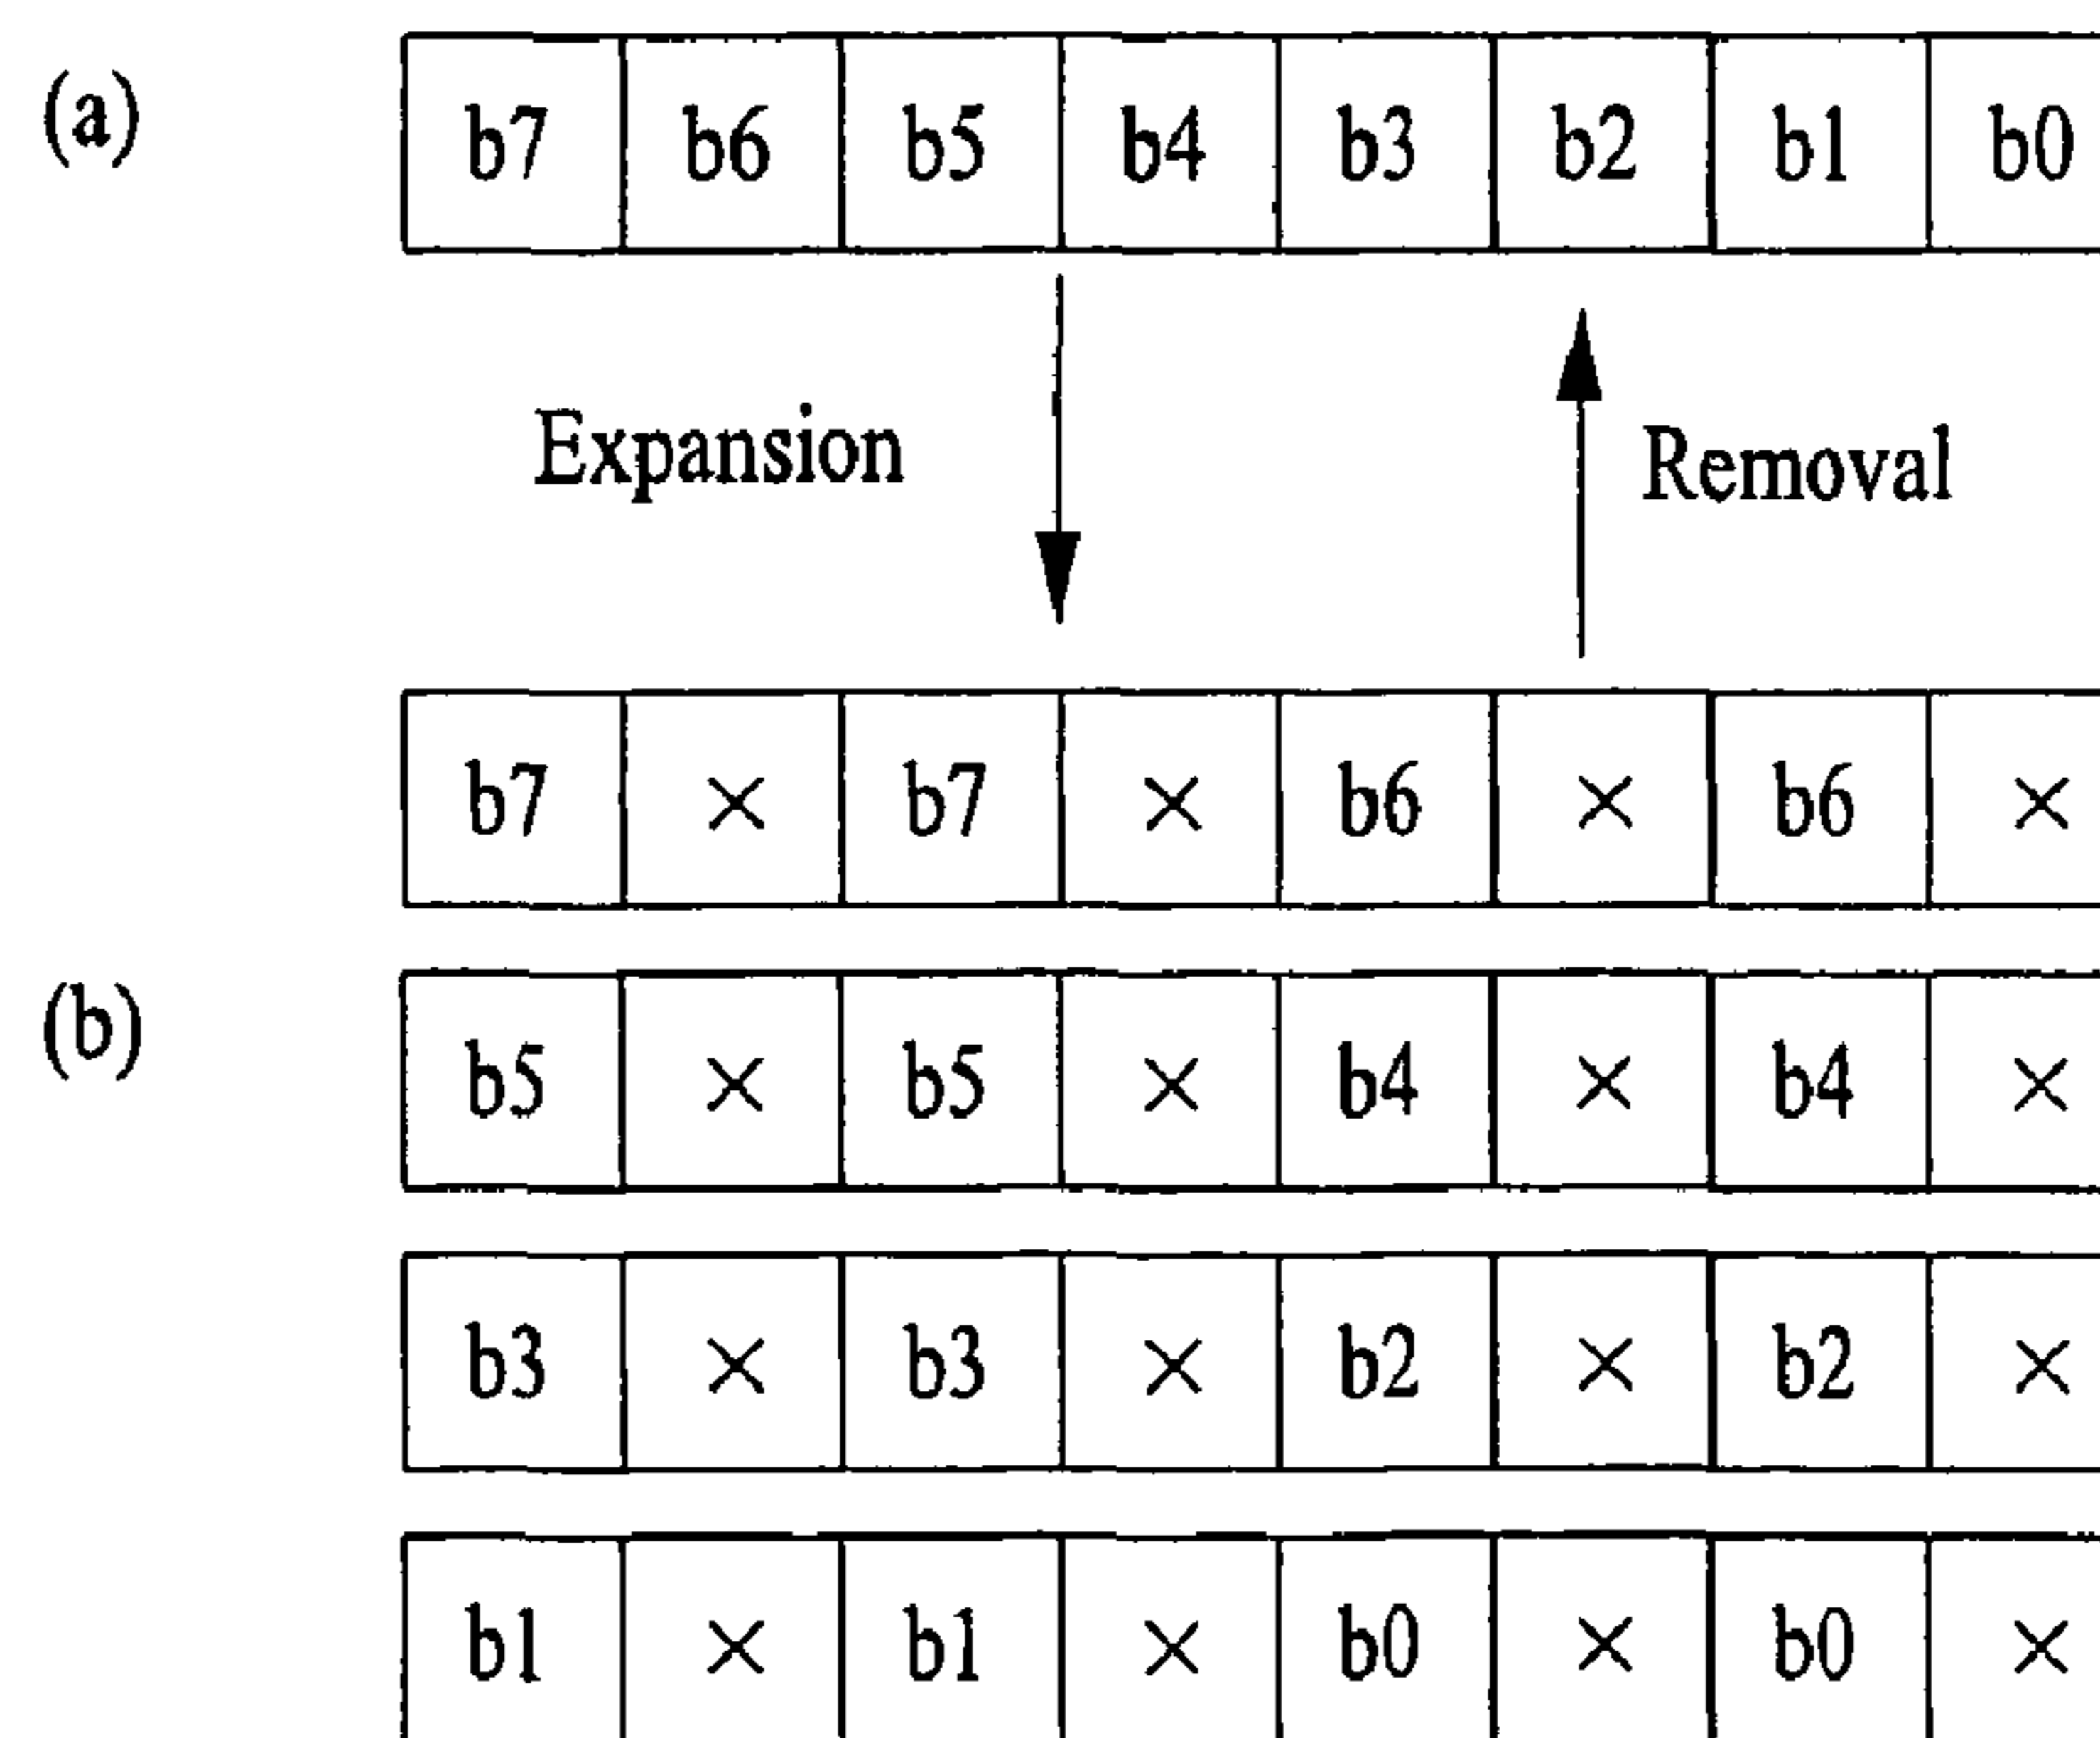 (a) b7 b6 b5 b4 b3 b2 b1 b0
Expansion Removal
b7 × b7 × b6 × b6 ×
(b) b5 × b5 × b4 × b4 ×
b3 × b3 × b2 × b2 ×
b1 × b1 × b0 × b0 ×